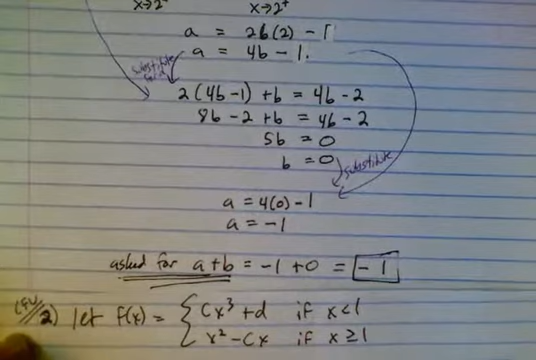 x→2⁻ x→2⁺
a = 2b(2) - 1
a = 4b - 1.
substitute
2(4b-1) + b = 4b - 2
8b - 2 + b = 4b - 2
5b = 0
b = 0
substitute
a = 4(0) - 1
a = -1
asked for a+b = -1 + 0 = -1
2) let f(x) = { Cx³ + d if x < 1
x² - Cx if x ≥ 1